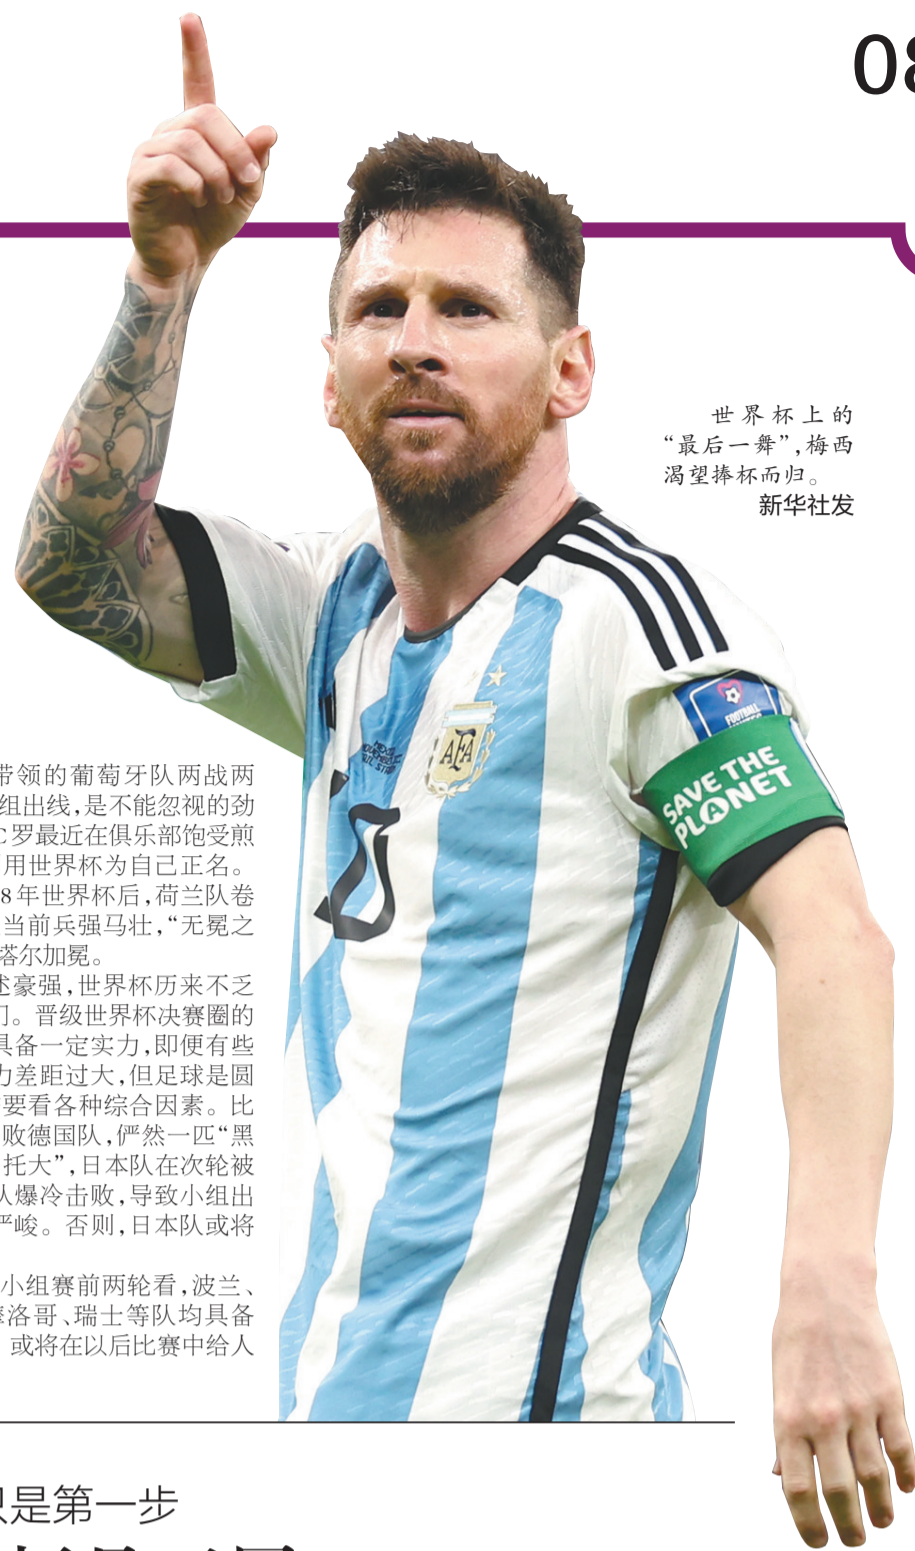 08
世界杯上的
“最后一舞”,梅西
渴望捧杯而归。
新华社发
FOOTBALL
SAVE THE
PLANET
AFA
带领的葡萄牙队两战两
组出线,是不能忽视的劲
C罗最近在俱乐部饱受煎
用世界杯为自己正名。
8年世界杯后,荷兰队卷
当前兵强马壮,“无冕之
塔尔加冕。
述豪强,世界杯历来不乏
们。晋级世界杯决赛圈的
具备一定实力,即便有些
力差距过大,但足球是圆
要看各种综合因素。比
败德国队,俨然一匹“黑
托大”,日本队在次轮被
队爆冷击败,导致小组出
严峻。否则,日本队或将
小组赛前两轮看,波兰、
摩洛哥、瑞士等队均具备
或将在以后比赛中给人
只是第一步